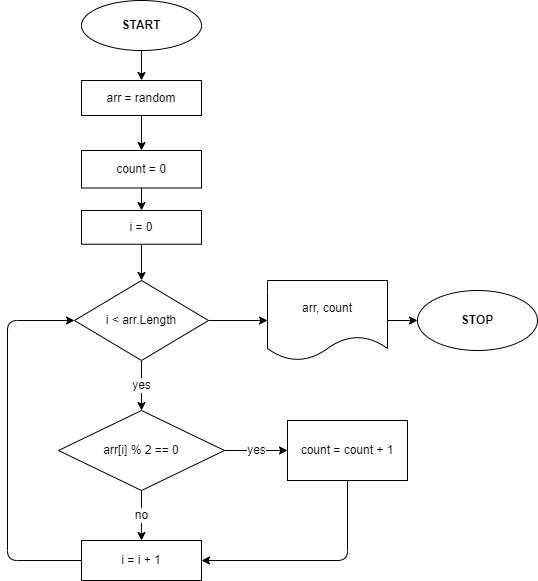 START
arr = random
count = 0
i = 0
i < arr.Length
arr, count
STOP
yes
arr[i] % 2 == 0
yes
count = count + 1
no
i = i + 1